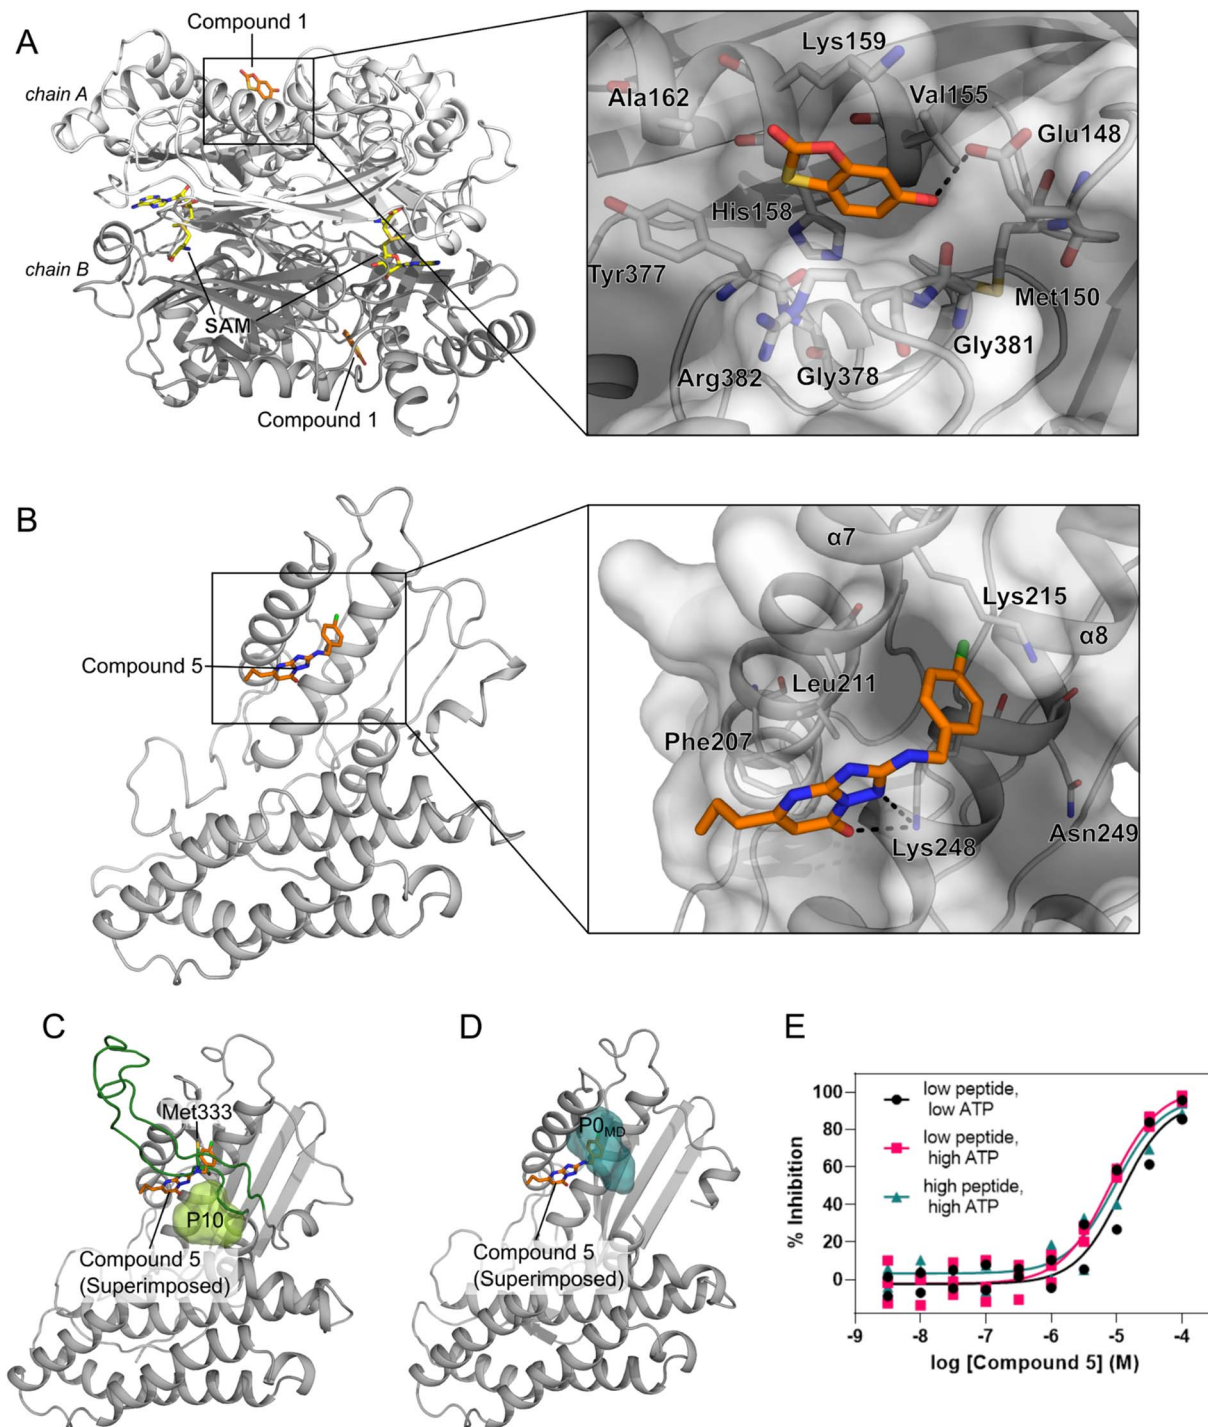 A
Compound 1
chain A
chain B
SAM
Compound 1
Lys159
Ala162
Val155
Glu148
His158
Tyr377
Met150
Gly381
Arg382
Gly378
B
Compound 5
α7
Lys215
α8
Leu211
Phe207
Lys248
Asn249
C
Met333
P10
Compound 5
(Superimposed)
D
P0MD
Compound 5
(Superimposed)
E
100
80
60
40
20
0
% Inhibition
low peptide,
low ATP
low peptide,
high ATP
high peptide,
high ATP
-9 -8 -7 -6 -5 -4
log [Compound 5] (M)